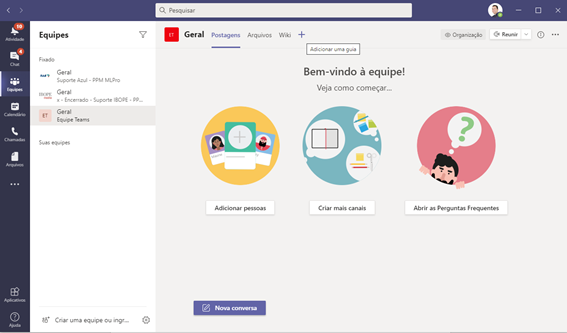 Pesquisar
10
Atividade
4
Chat
Equipes
Calendário
Chamadas
Arquivos
Aplicativos
Ajuda
Equipes
Fixado
Geral
Suporte Azul - PPM MLPro
IBOPE
Geral
x - Encerrado - Suporte IBOPE - PP...
ET
Geral
Equipe Teams
Suas equipes
Criar uma equipe ou ingr...
ET
Geral
Postagens
Arquivos
Wiki
Adicionar uma guia
Organização
Reunir
Bem-vindo à equipe!
Veja como começar...
Adicionar pessoas
Criar mais canais
Abrir as Perguntas Frequentes
Nova conversa